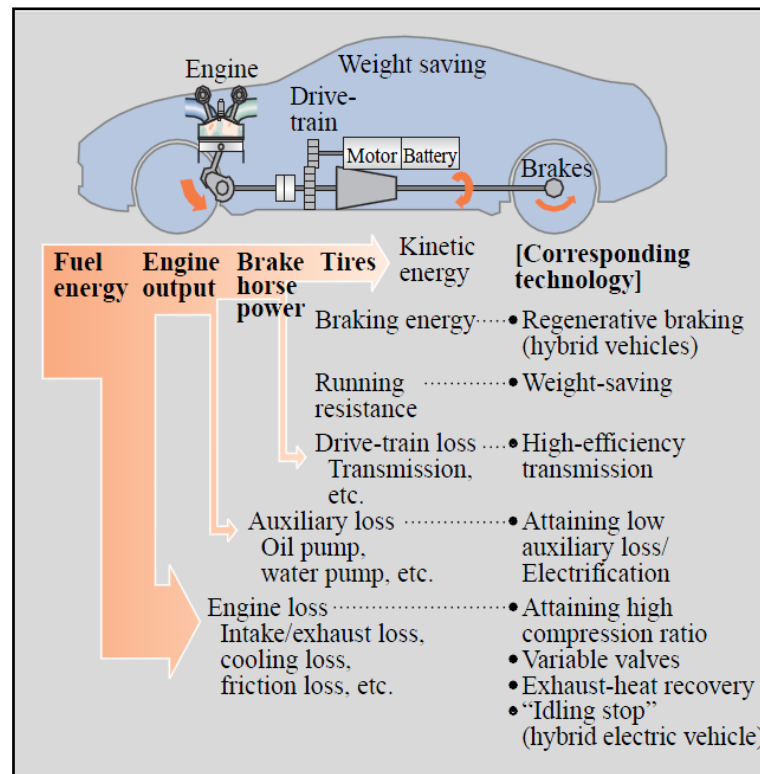 Engine
Weight saving
Drive-
train
Motor
Battery
Brakes
Fuel
energy
Engine
output
Brake
horse
power
Tires
Kinetic
energy
[Corresponding
technology]
Braking energy ······ • Regenerative braking
(hybrid vehicles)
Running
resistance ············ • Weight-saving
Drive-train loss ····· • High-efficiency
Transmission,
etc.
transmission
Auxiliary loss ··············· • Attaining low
Oil pump,
water pump, etc.
auxiliary loss/
Electrification
Engine loss ························ • Attaining high
Intake/exhaust loss,
cooling loss,
friction loss, etc.
compression ratio
• Variable valves
• Exhaust-heat recovery
• “Idling stop”
(hybrid electric vehicle)